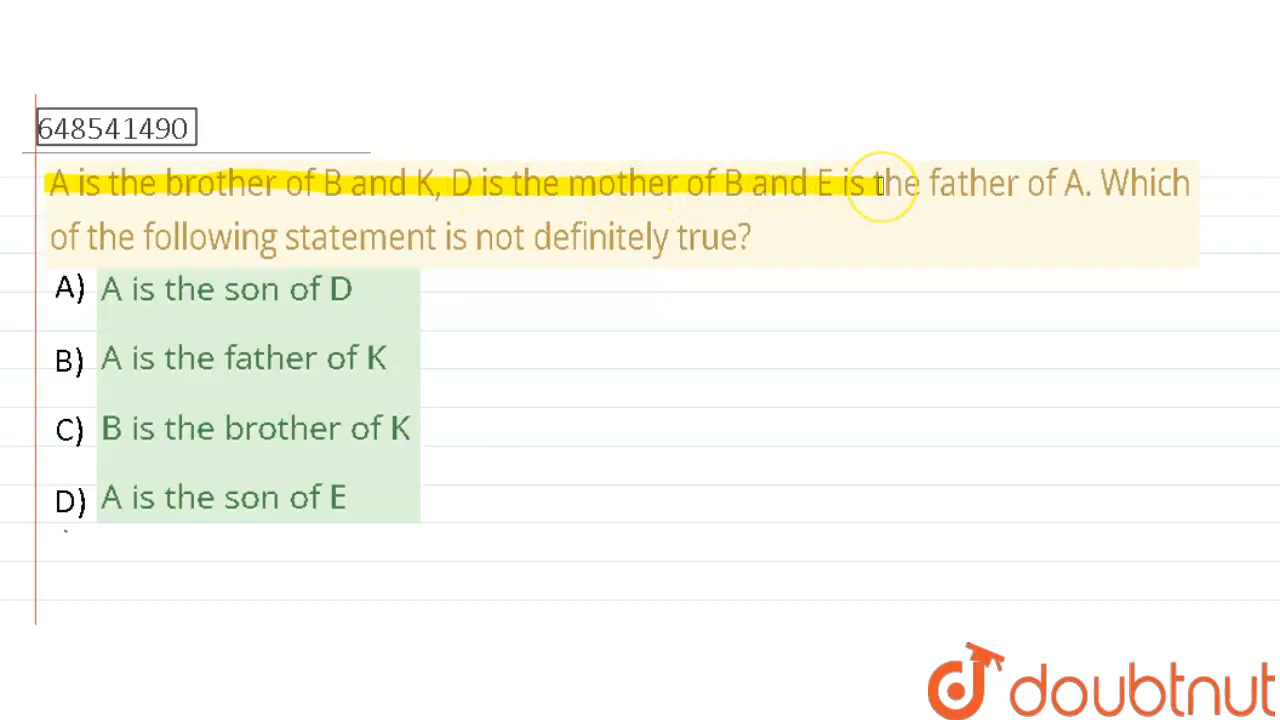 648541490
A is the brother of B and K, D is the mother of B and E is the father of A. Which
of the following statement is not definitely true?
A) A is the son of D
B) A is the father of K
C) B is the brother of K
D) A is the son of E
doubtnut